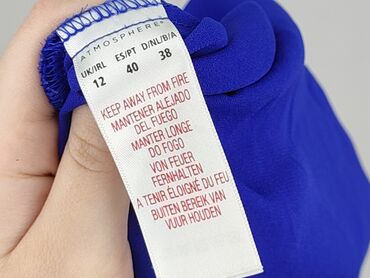 ATMOSPHERE®
UK/IRL ES/PT D/NL/B/A
12 40 38
KEEP AWAY FROM FIRE
MANTENER ALEJADO
DEL FUEGO
MANTER LONGE
DO FOGO
VON FEUER
FERNHALTEN
A TENIR ÉLOIGNÉ DU FEU
BUITEN BEREIK VAN
VUUR HOUDEN